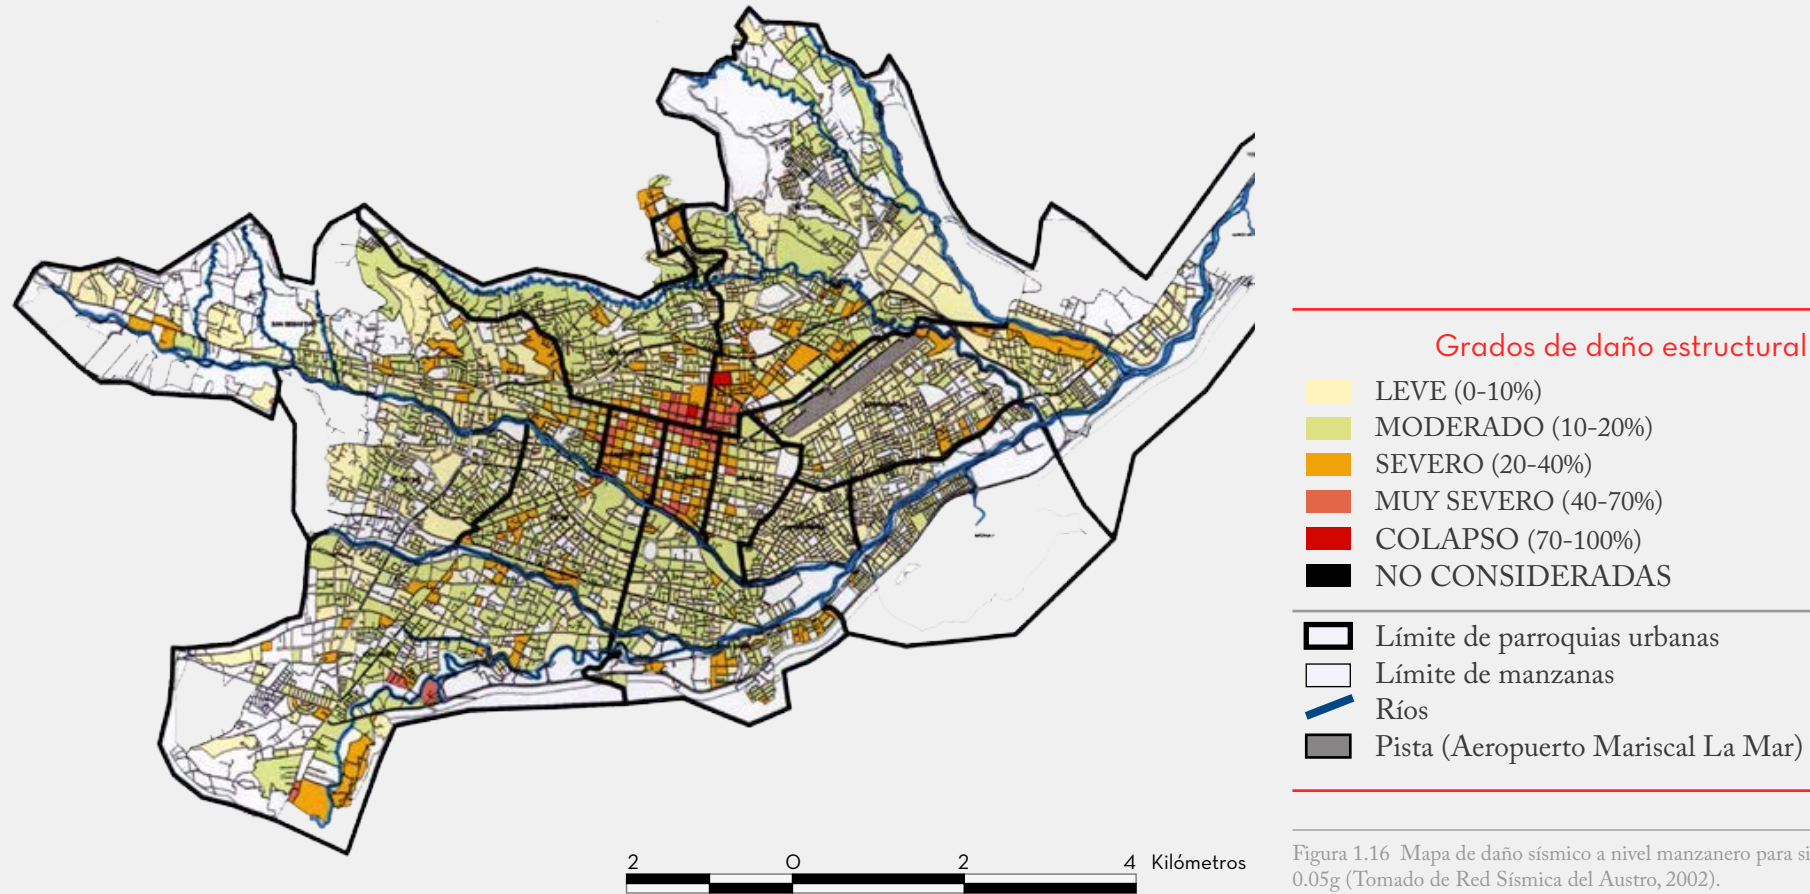 SAN SEBASTIAN
2 0 2 4 Kilómetros
Grados de daño estructural
LEVE (0-10%)
MODERADO (10-20%)
SEVERO (20-40%)
MUY SEVERO (40-70%)
COLAPSO (70-100%)
NO CONSIDERADAS
Límite de parroquias urbanas
Límite de manzanas
Ríos
Pista (Aeropuerto Mariscal La Mar)
Figura 1.16 Mapa de daño sísmico a nivel manzanero para si
0.05g (Tomado de Red Sísmica del Austro, 2002).